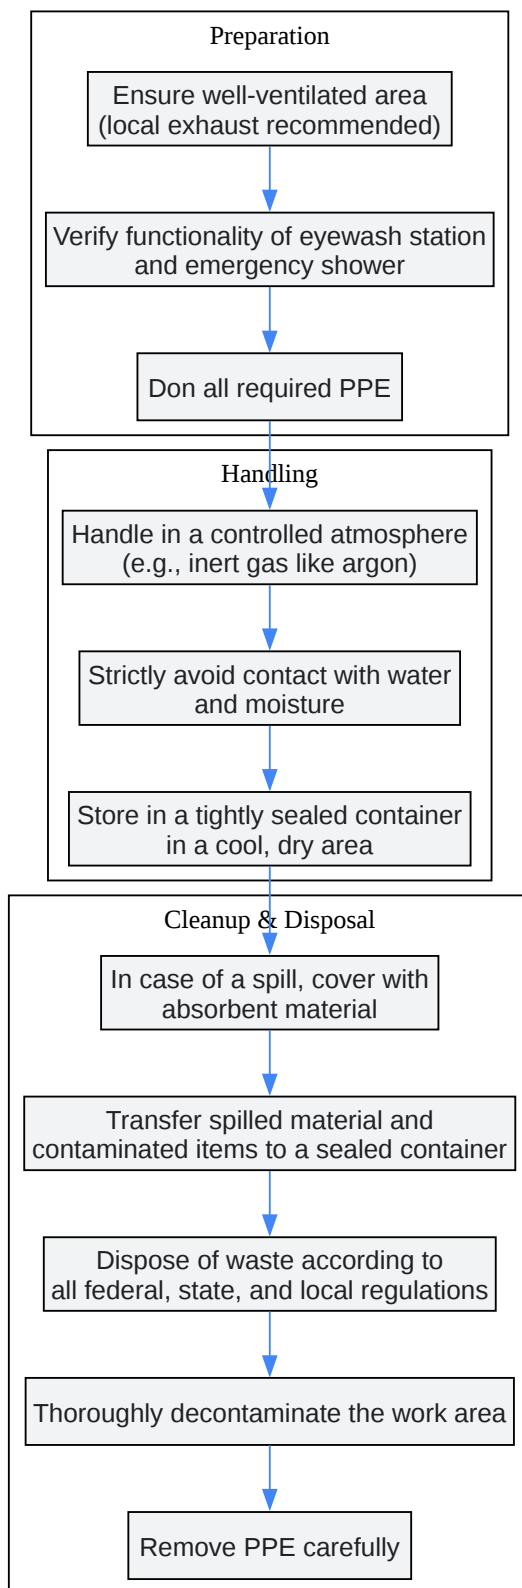 Preparation
Ensure well-ventilated area
(local exhaust recommended)
Verify functionality of eyewash station
and emergency shower
Don all required PPE
Handling
Handle in a controlled atmosphere
(e.g., inert gas like argon)
Strictly avoid contact with water
and moisture
Store in a tightly sealed container
in a cool, dry area
Cleanup & Disposal
In case of a spill, cover with
absorbent material
Transfer spilled material and
contaminated items to a sealed container
Dispose of waste according to
all federal, state, and local regulations
Thoroughly decontaminate the work area
Remove PPE carefully